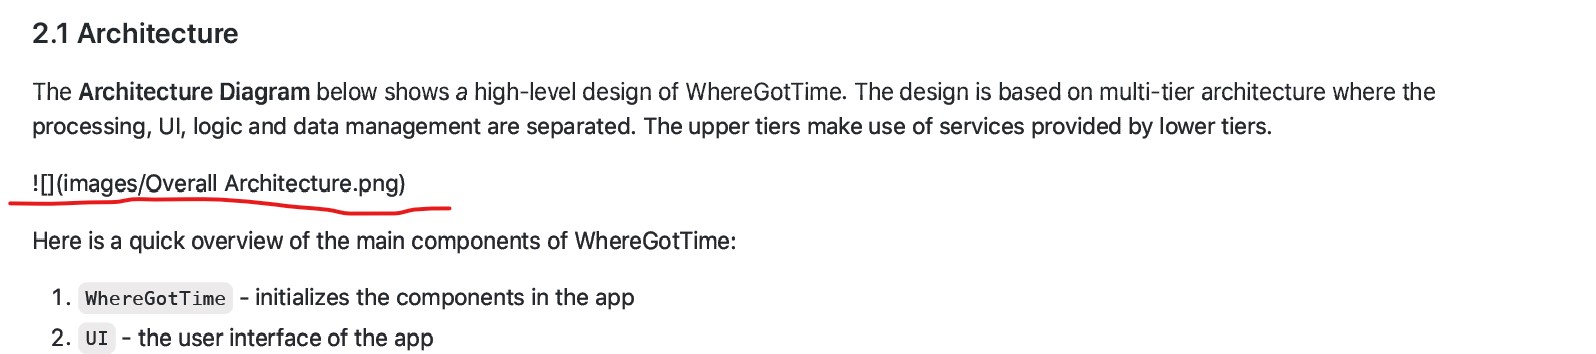 2.1 Architecture
The Architecture Diagram below shows a high-level design of WhereGotTime. The design is based on multi-tier architecture where the
processing, UI, logic and data management are separated. The upper tiers make use of services provided by lower tiers.
![](images/Overall Architecture.png)
Here is a quick overview of the main components of WhereGotTime:
1. WhereGotTime - initializes the components in the app
2. UI - the user interface of the app